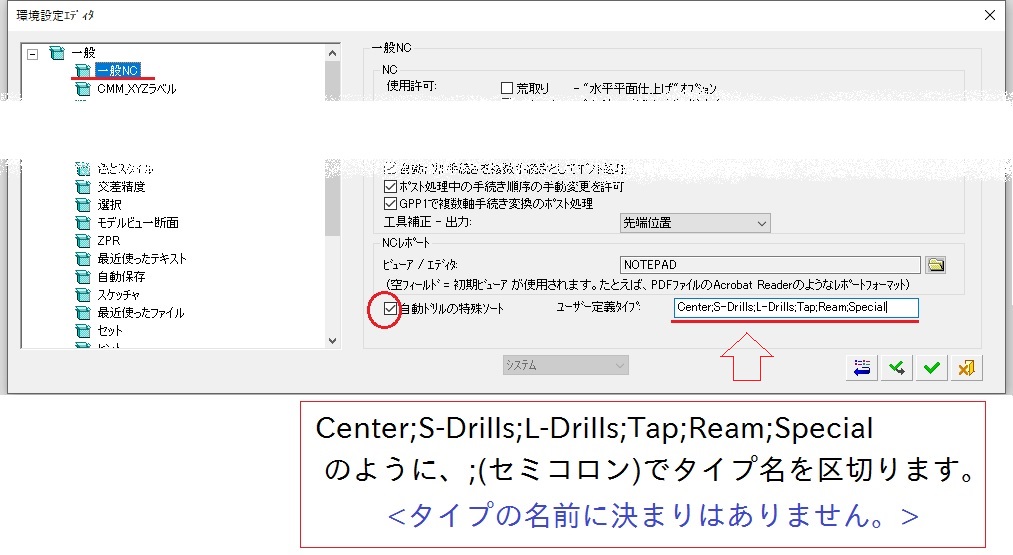 環境設定ｴﾃﾞｨﾀ
一般
一般NC
CMM_XYZラベル
交差精度
選択
モデルビュー断面
ZPR
最近使ったテキスト
自動保存
スケッチャ
最近使ったファイル
セット
ヒント
一般NC
NC
使用許可:
荒取り - "水平平面仕上げ"オプション
ポスト処理中の手続き順序の手動変更を許可
GPP1で複数軸手続き変換のポスト処理
工具補正 - 出力:
先端位置
NCレポート
ビューア / エディタ:
NOTEPAD
(空フィールド = 初期ビューア が使用されます。たとえば、PDFファイルのAcrobat Readerのようなレポートフォーマット)
自動ドリルの特殊ソート
ユーザー定義タイプ:
Center;S-Drills;L-Drills;Tap;Ream;Special
システム
Center;S-Drills;L-Drills;Tap;Ream;Special
のように、;(セミコロン)でタイプ名を区切ります。
<タイプの名前に決まりはありません。>